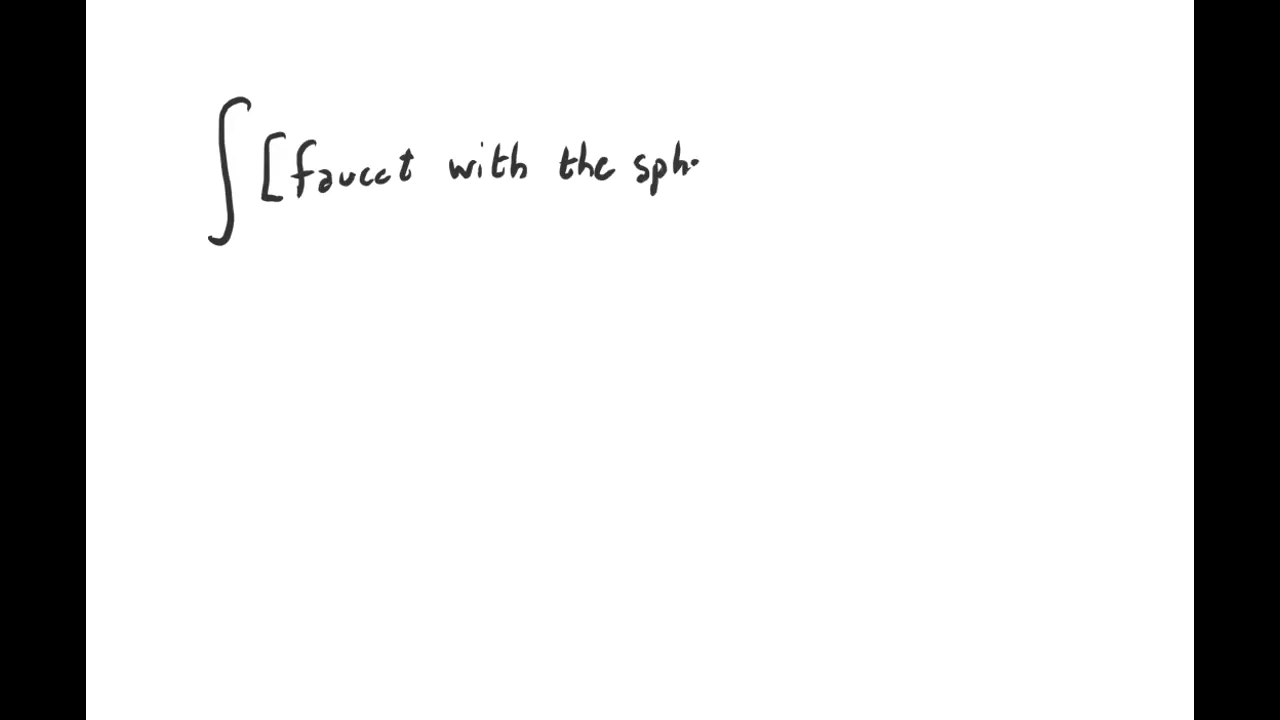 ∫ [faucet with the sph